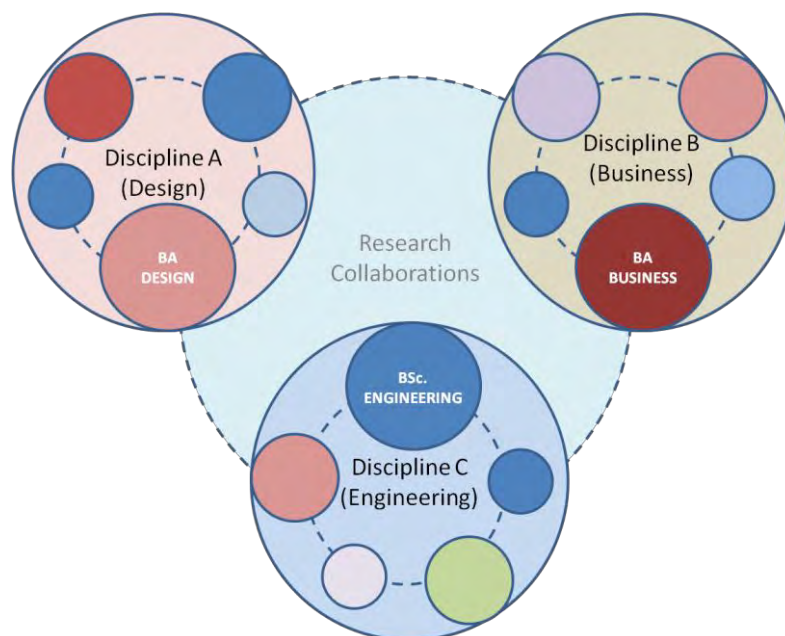 Discipline A
(Design)
BA
DESIGN
Discipline B
(Business)
BA
BUSINESS
Research
Collaborations
BSc.
ENGINEERING
Discipline C
(Engineering)